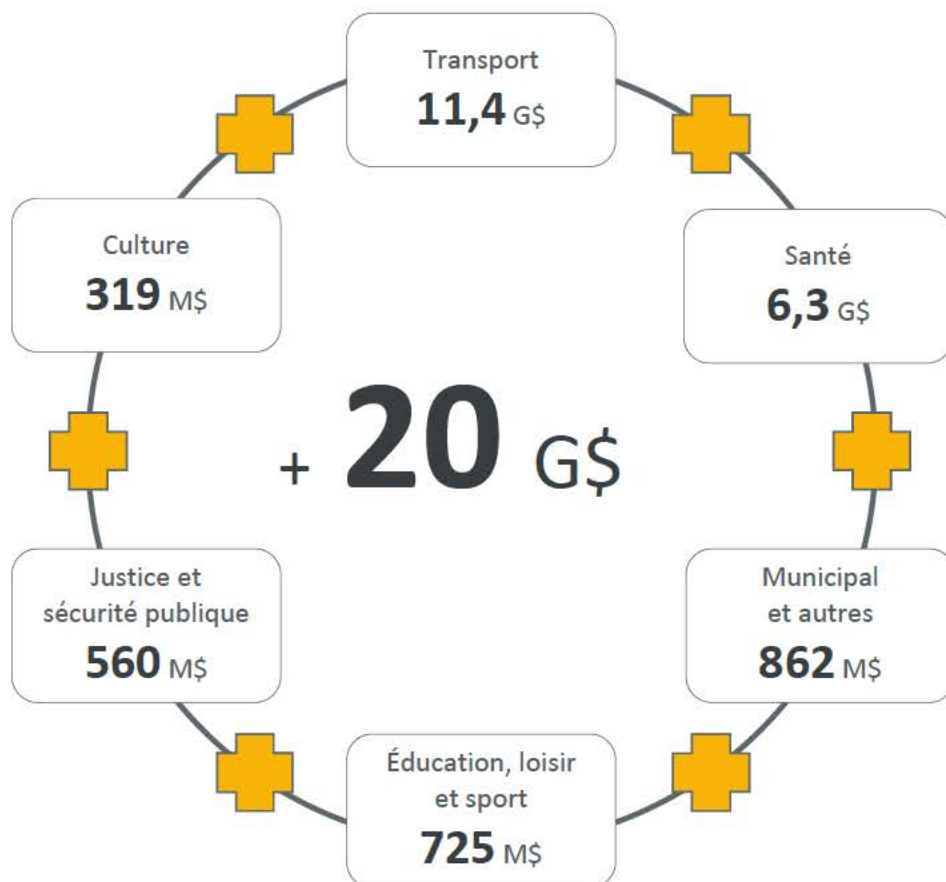 Transport
11,4 G$
Culture
319 M$
Santé
6,3 G$
+ 20 G$
Justice et
sécurité publique
560 M$
Municipal
et autres
862 M$
Éducation, loisir
et sport
725 M$